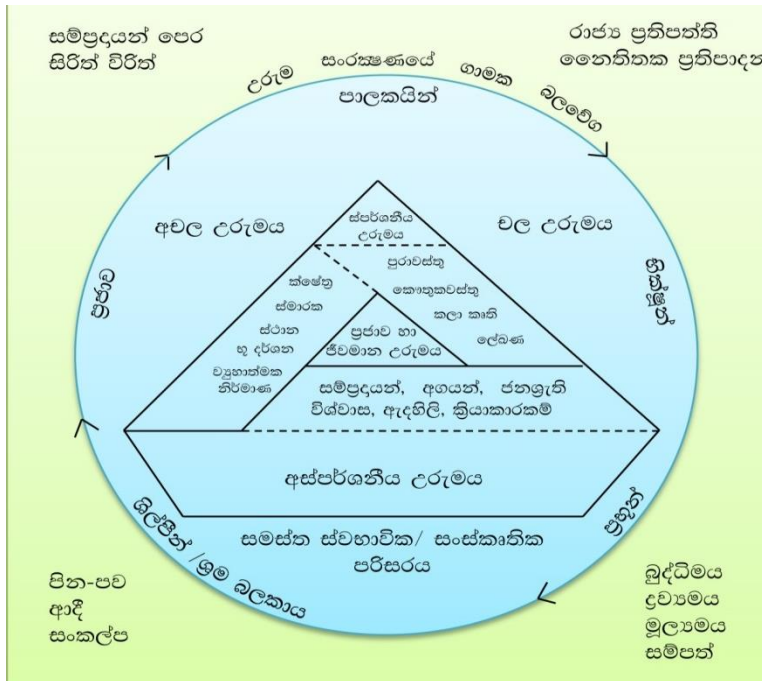 සම්ප්‍රදායන් පෙර
සිරිත් විරිත්
රාජ්‍ය ප්‍රතිපත්ති
නෛතිතක ප්‍රතිපාදන
උරුම සංරක්‍ෂණයේ ගාමක බලවේග
පාලකයින්
අචල උරුමය
චල උරුමය
ස්පර්ශනීය
උරුමය
ප්‍රජාව
භික්ෂූන්
ක්ෂේත්‍ර
ස්මාරක
ස්ථාන
භූ දර්ශන
ව්‍යුහාත්මක
නිර්මාණ
පුරාවස්තු
කෞතුකවස්තු
කලා කෘති
ලේඛණ
ප්‍රජාව හා
ජීවමාන උරුමය
සම්ප්‍රදායන්, අගයන්, ජනශ්‍රැති
විශ්වාස, ඇදහිලි, ක්‍රියාකාරකම්
අස්පර්ශනීය උරුමය
ශිල්පීන් /ශ්‍රම බලකාය
ප්‍රභූන්
සමස්ත ස්වභාවික/ සංස්කෘතික
පරිසරය
පින-පව
ආදී
සංකල්ප
බුද්ධිමය
ද්‍රව්‍යමය
මූල්‍යමය
සම්පත්